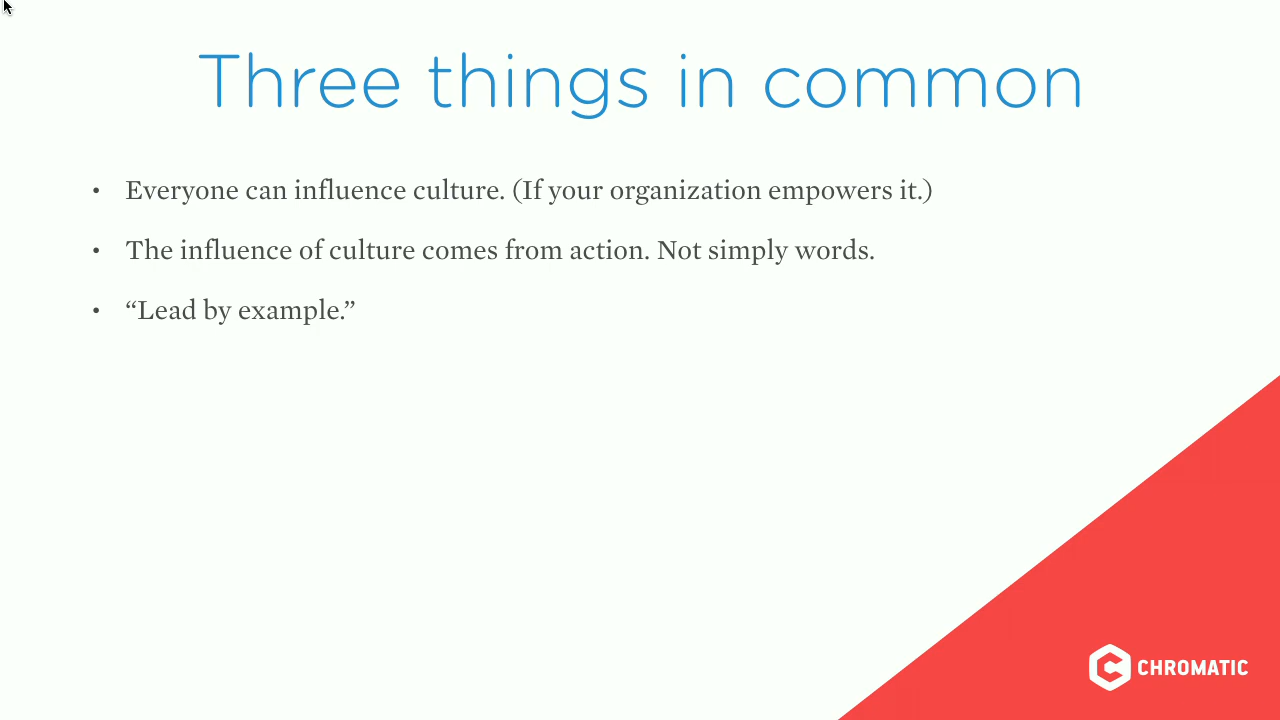 Three things in common
• Everyone can influence culture. (If your organization empowers it.)
• The influence of culture comes from action. Not simply words.
• “Lead by example.”
CHROMATIC